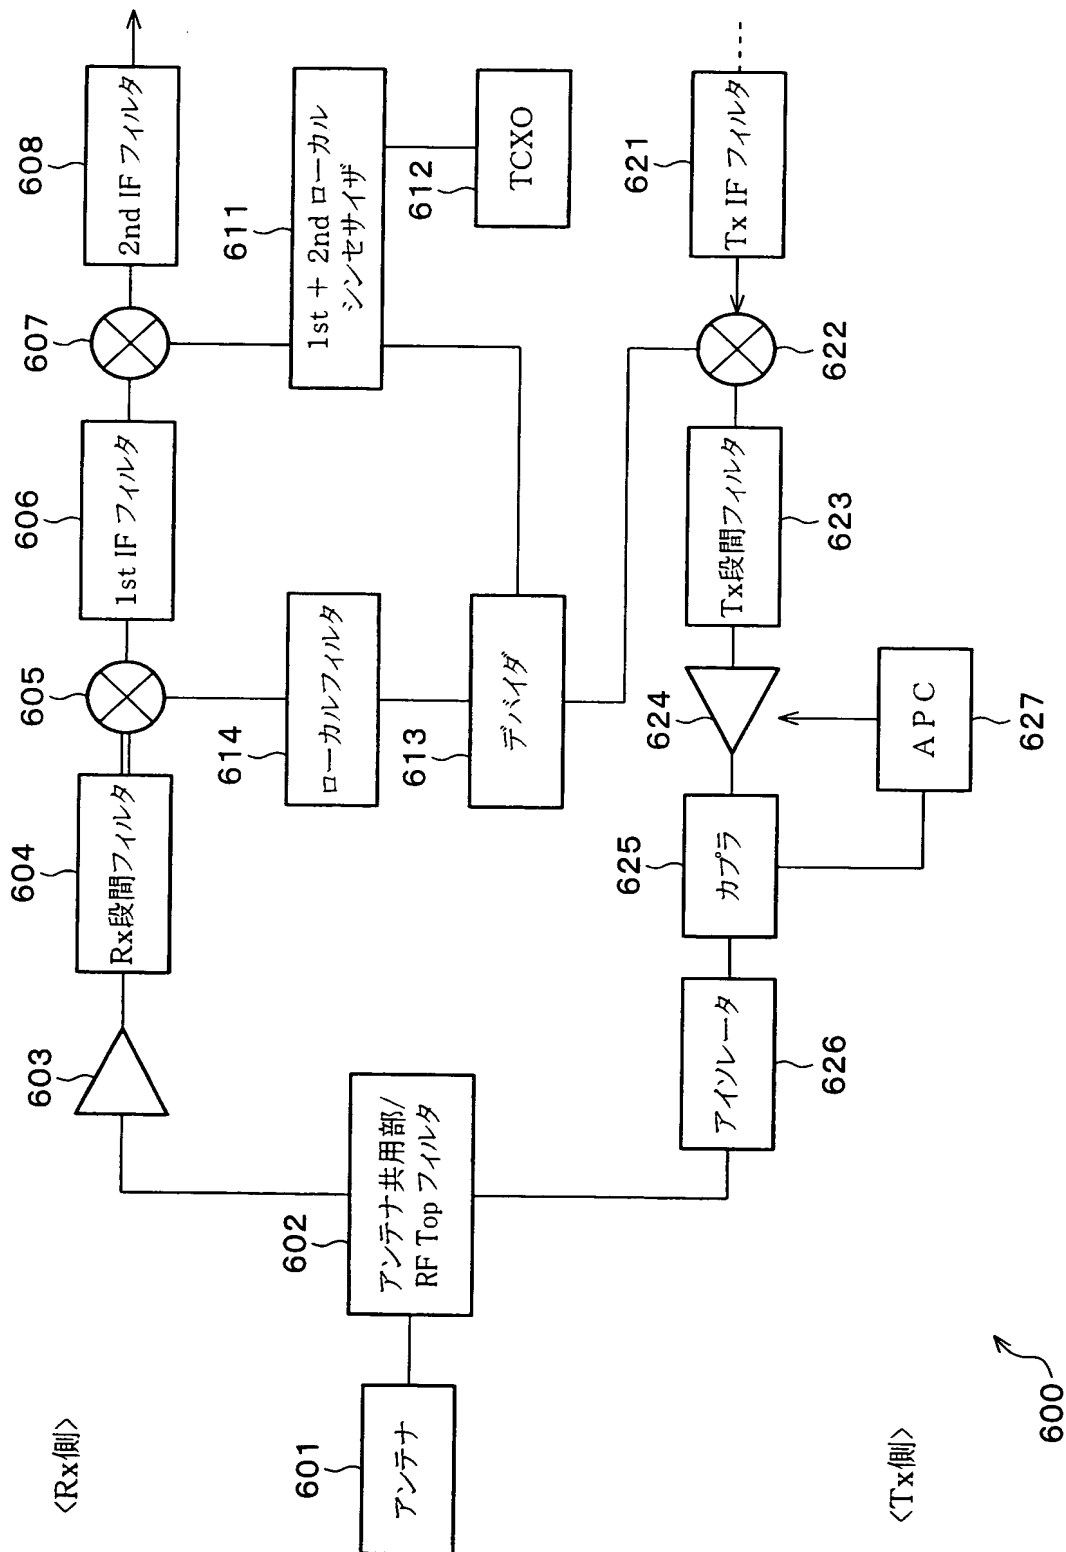 〈Rx側〉
603
604
Rx段間フィルタ
605
606
1st IF フィルタ
607
608
2nd IF フィルタ
614
ローカルフィルタ
611
1st + 2nd ローカル
シンセサイザ
601
アンテナ
602
アンテナ共用部/
RF Top フィルタ
613
デバイダ
612
TCXO
626
アイソレータ
625
カプラ
624
623
Tx段間フィルタ
622
621
Tx IF フィルタ
627
APC
〈Tx側〉
600